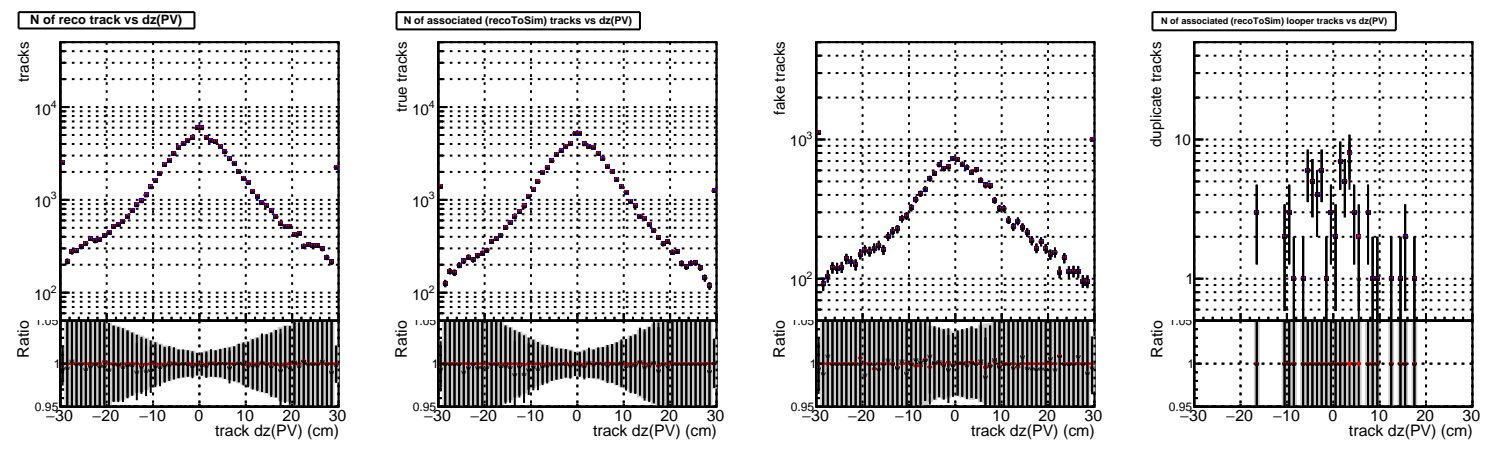 N of reco track vs dz(PV)
tracks
10⁴
10³
10²
Ratio
1.05
1
0.95
−30 −20 −10 0 10 20 30
track dz(PV) (cm)
N of associated (recoToSim) tracks vs dz(PV)
true tracks
10⁴
10³
10²
Ratio
1.05
1
0.95
−30 −20 −10 0 10 20 30
track dz(PV) (cm)
fake tracks
10³
10²
Ratio
1.05
1
0.95
−30 −20 −10 0 10 20 30
track dz(PV) (cm)
N of associated (recoToSim) looper tracks vs dz(PV)
duplicate tracks
10
1
Ratio
1.05
1
0.95
−30 −20 −10 0 10 20 30
track dz(PV) (cm)